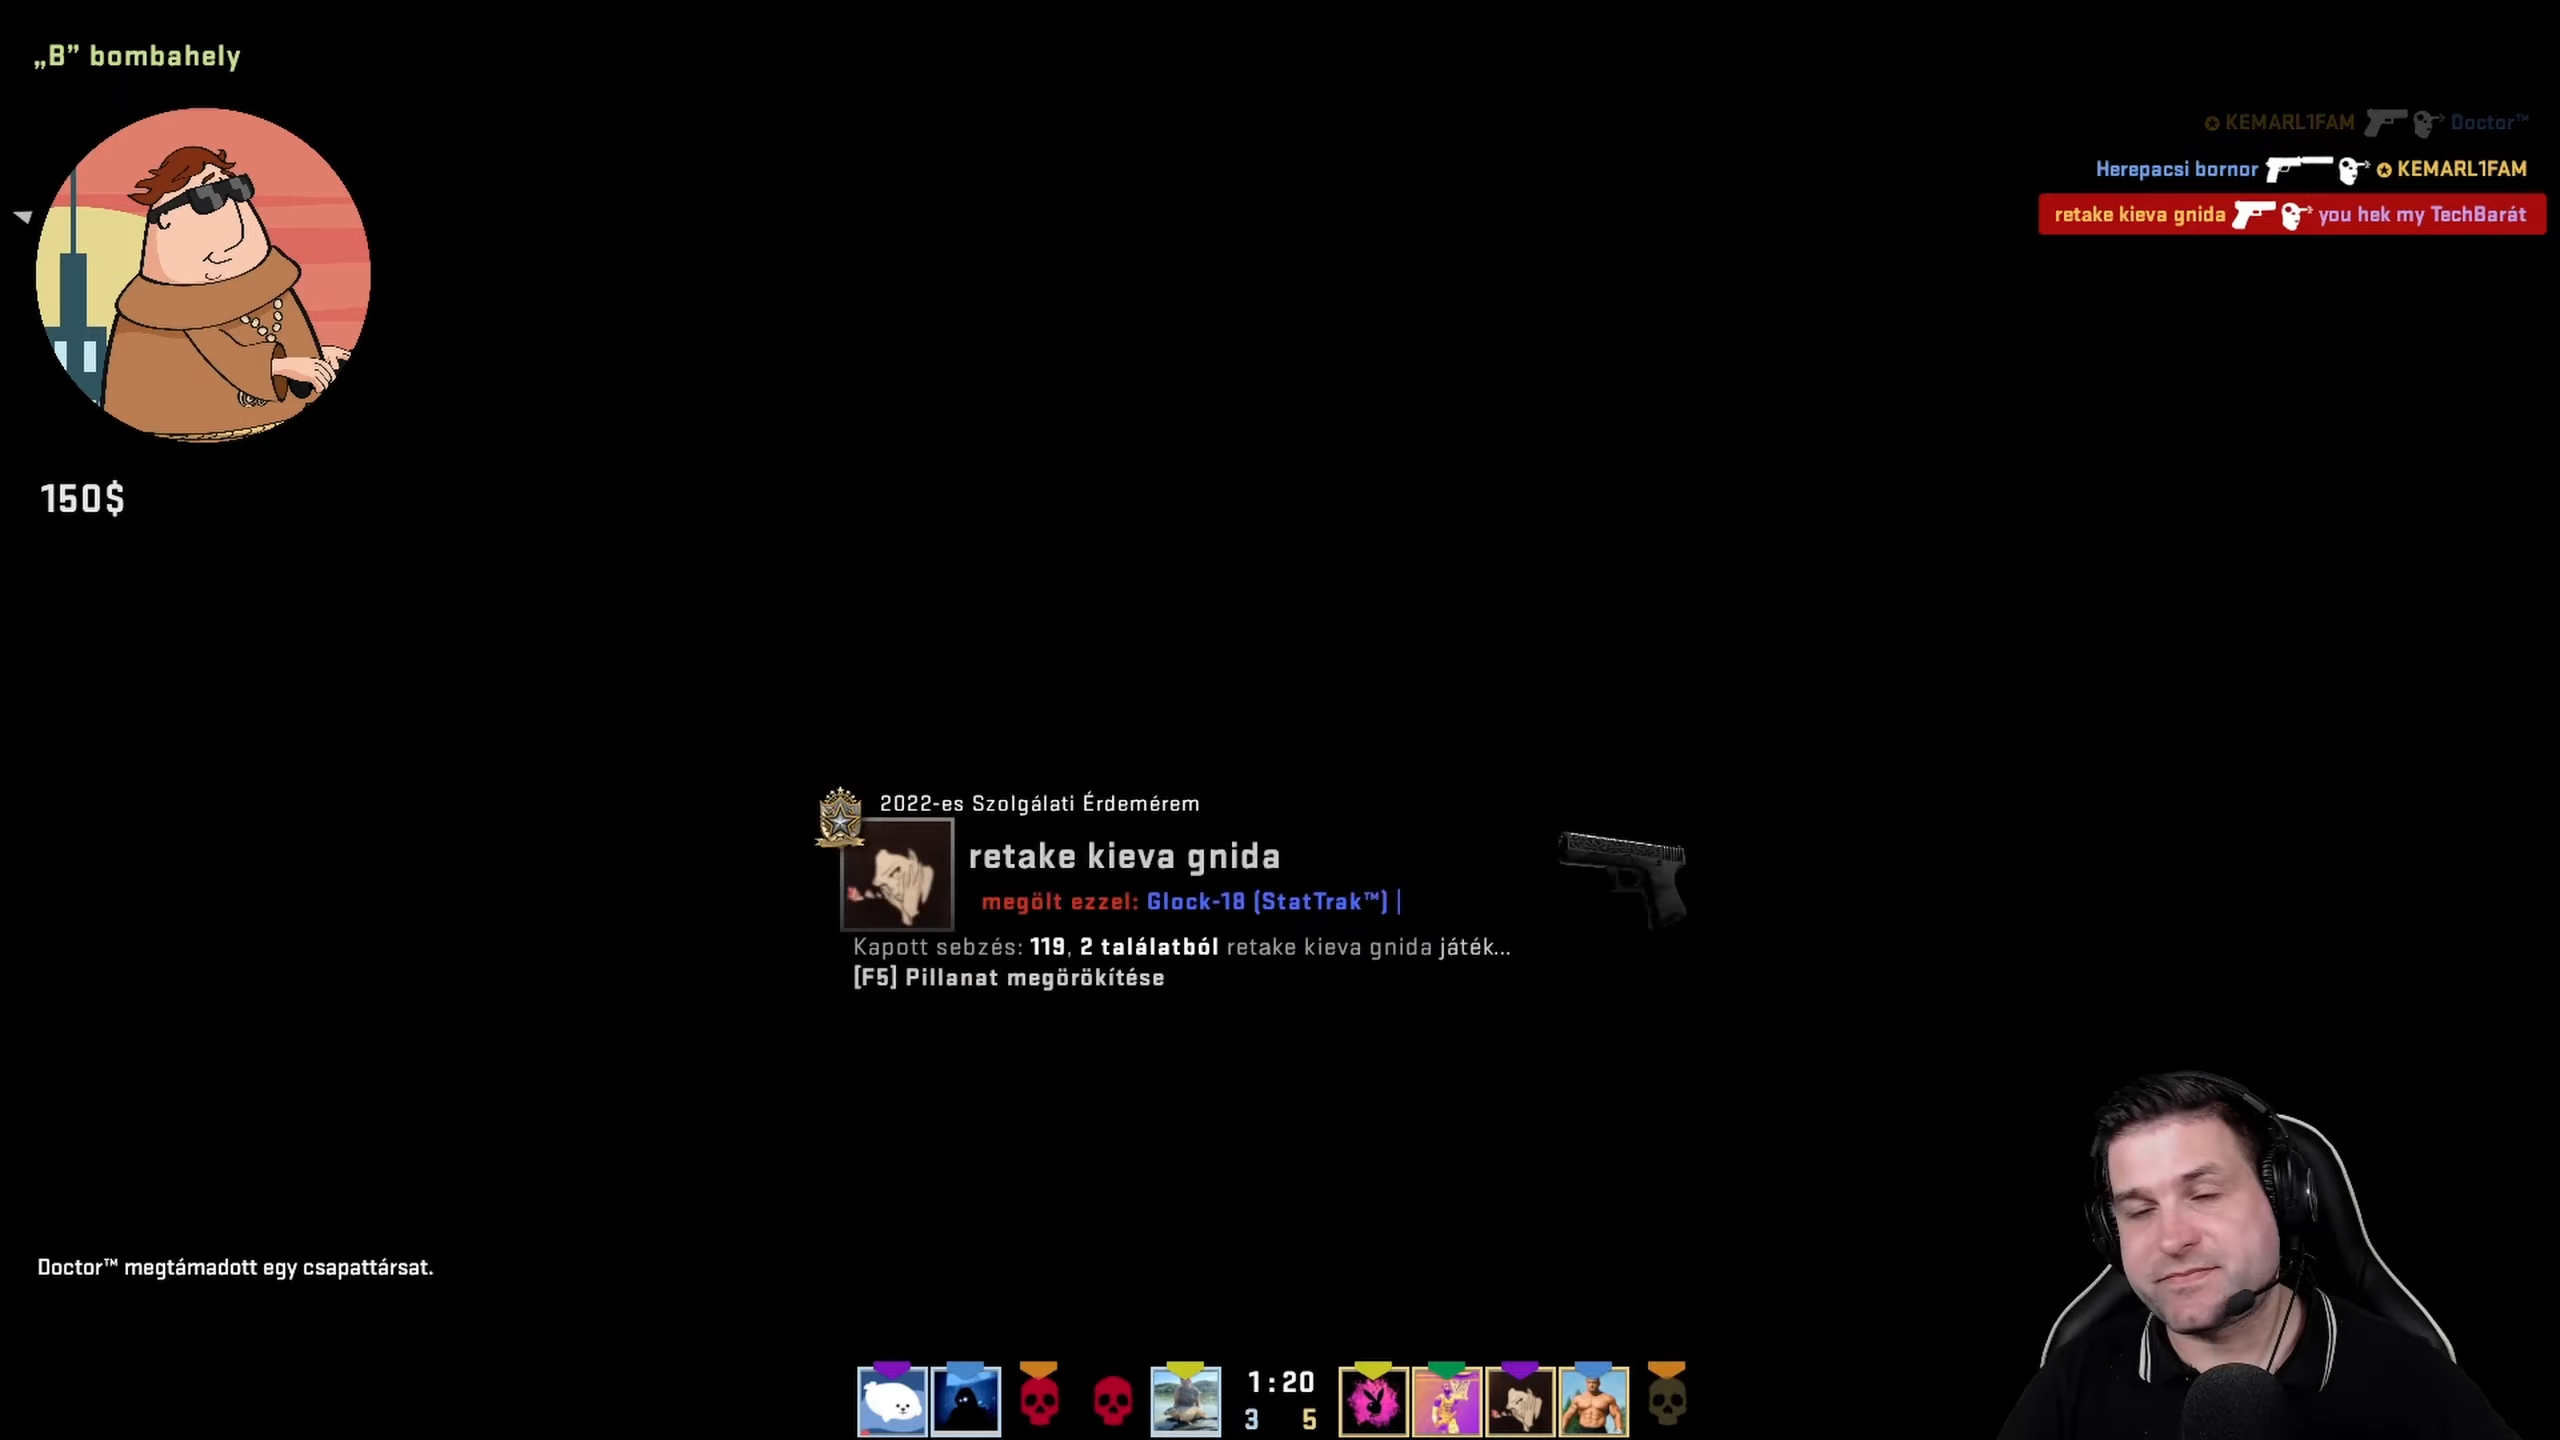 „B” bombahely
150$
KEMARL1FAM Doctor™
Herepacsi bornor KEMARL1FAM
retake kieva gnida you hek my TechBarát
2022-es Szolgálati Érdemérem
retake kieva gnida
megölt ezzel: Glock-18 (StatTrak™) |
Kapott sebzés: 119, 2 találatból retake kieva gnida játék...
[F5] Pillanat megörökítése
Doctor™ megtámadott egy csapattársat.
1:20
3 5